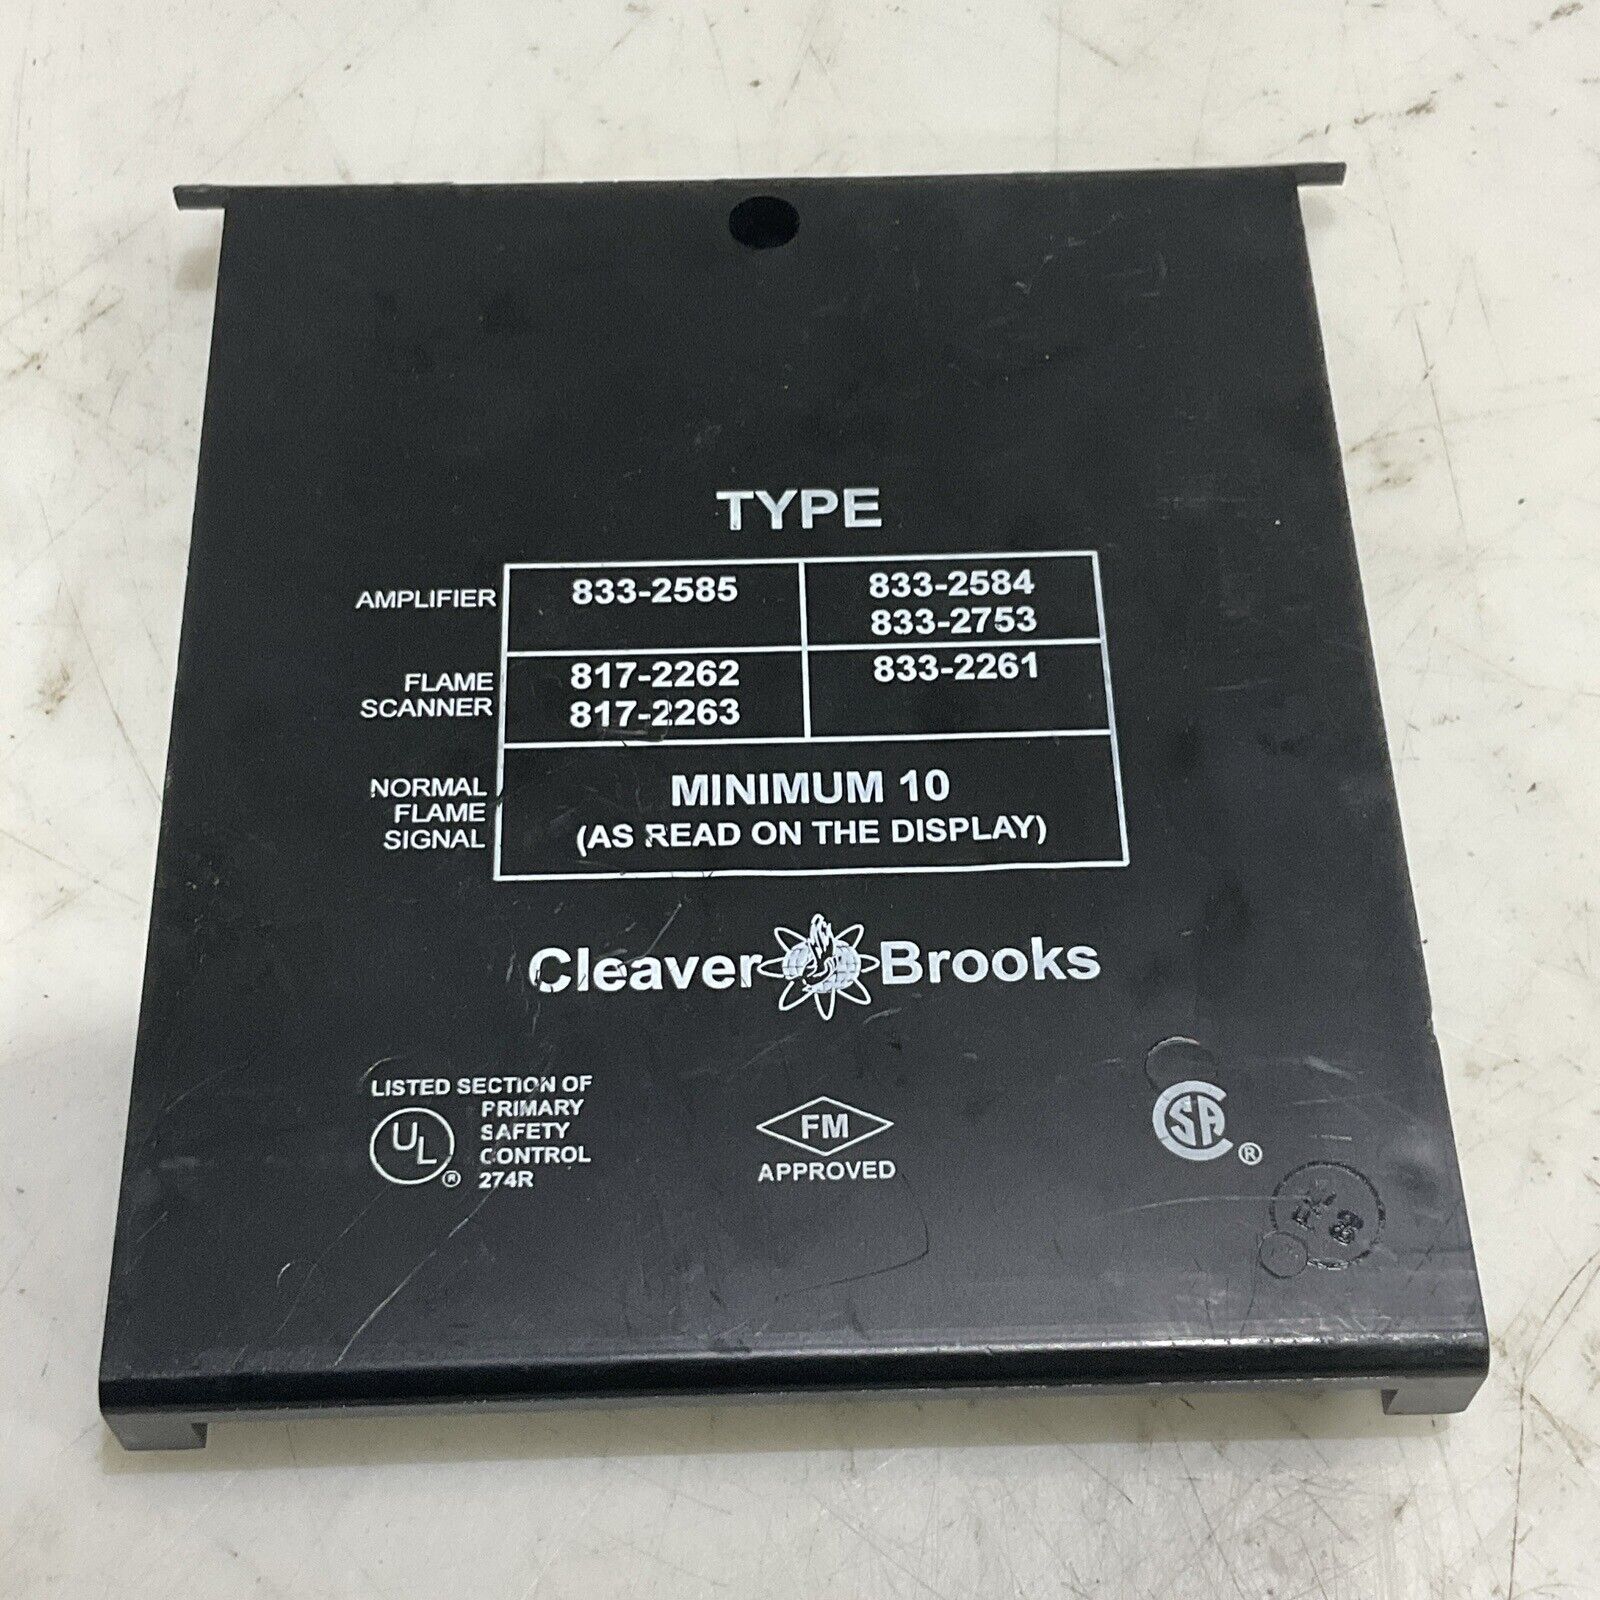 TYPE
AMPLIFIER 833-2585 833-2584
833-2753
FLAME SCANNER 817-2262 833-2261
817-2263
NORMAL FLAME SIGNAL MINIMUM 10
(AS READ ON THE DISPLAY)
Cleaver Brooks
LISTED SECTION OF
PRIMARY
SAFETY
UL CONTROL
® 274R
FM
APPROVED
CSA ®